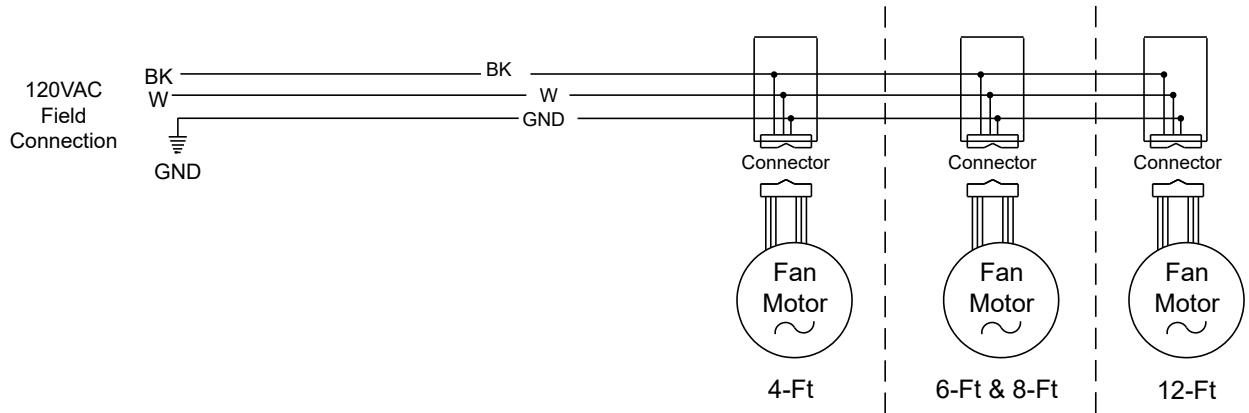 120VAC
Field
Connection
BK
W
GND
BK
W
GND
Connector
Connector
Connector
Fan
Motor
Fan
Motor
Fan
Motor
4-Ft
6-Ft & 8-Ft
12-Ft